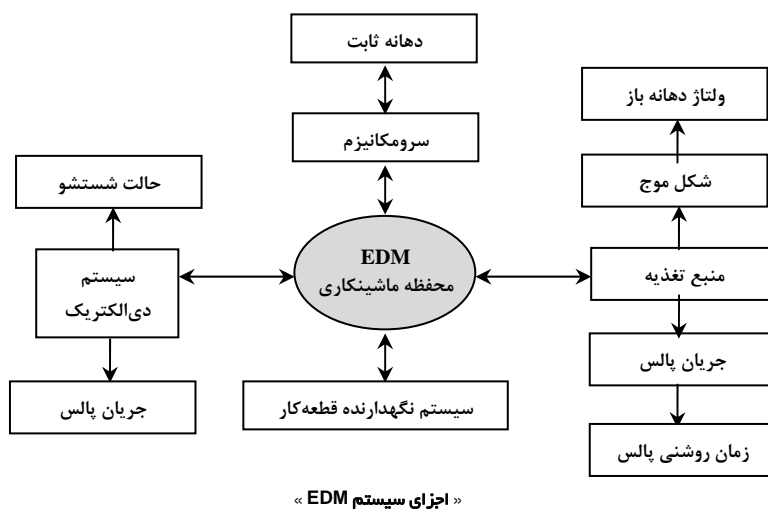 دهانه ثابت
سرومکانیزم
ولتاژ دهانه باز
شکل موج
منبع تغذیه
جریان پالس
زمان روشنی پالس
EDM
محفظه ماشینکاری
حالت شستشو
سیستم
دی‌الکتریک
جریان پالس
سیستم نگهدارنده قطعه‌کار
« اجزای سیستم EDM »